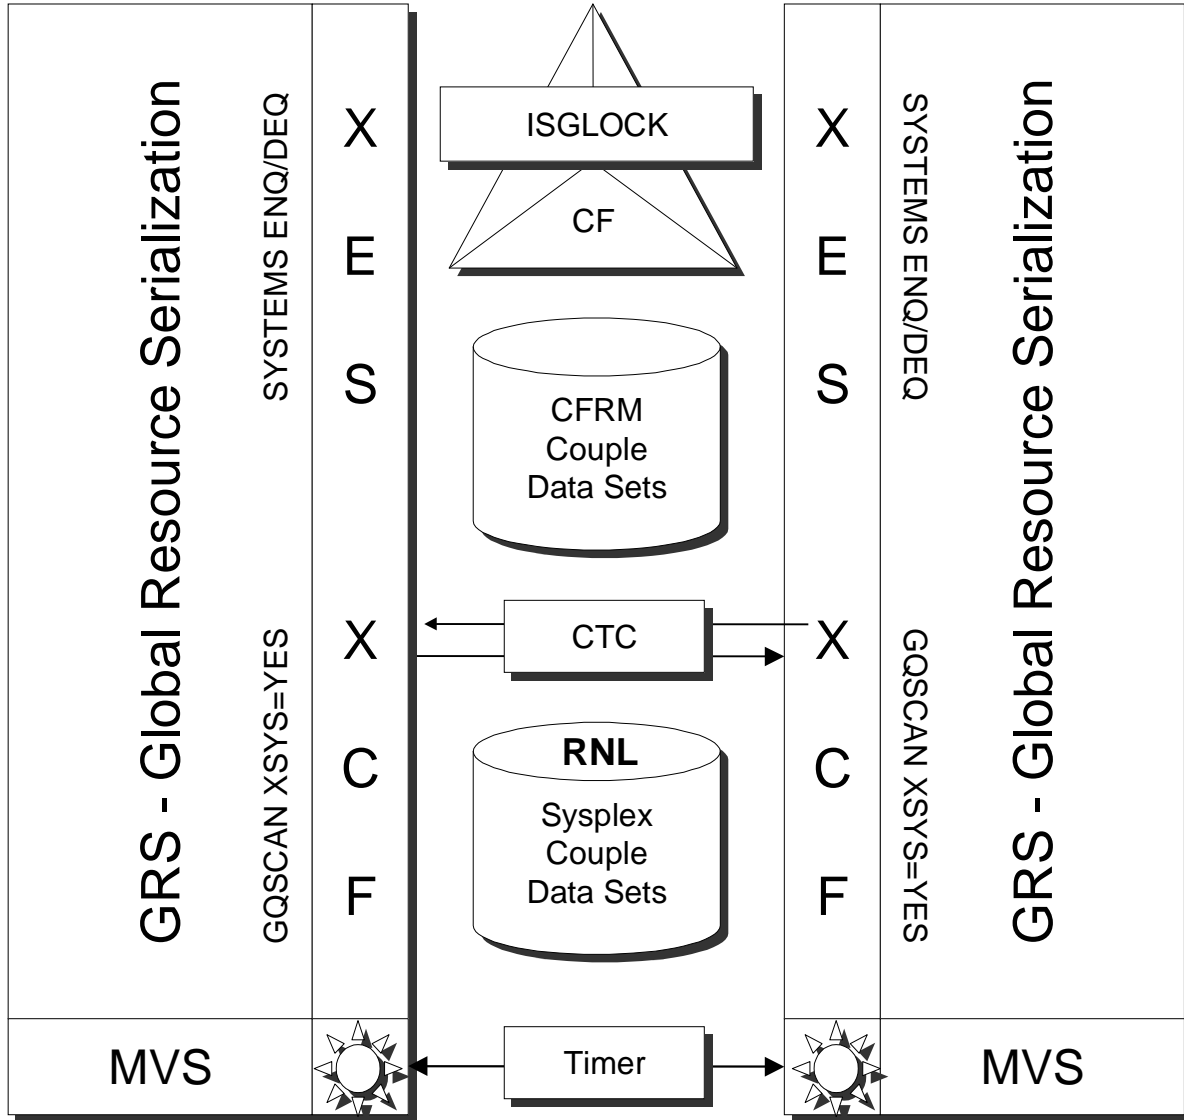 GRS - Global Resource Serialization
SYSTEMS ENQ/DEQ
GQSCAN XSYS=YES
X
E
S
X
C
F
MVS
ISGLOCK
CF
CFRM
Couple
Data Sets
CTC
RNL
Sysplex
Couple
Data Sets
Timer
X
E
S
X
C
F
SYSTEMS ENQ/DEQ
GQSCAN XSYS=YES
GRS - Global Resource Serialization
MVS